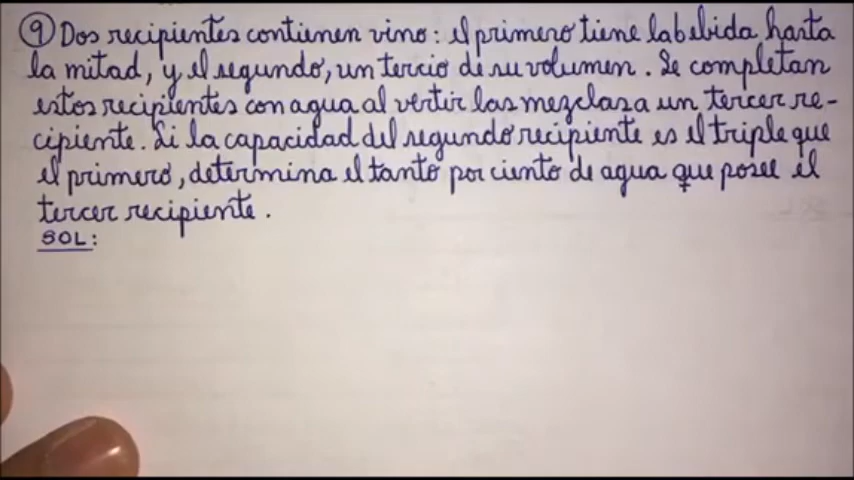 9 Dos recipientes contienen vino: el primero tiene la bebida hasta
la mitad, y el segundo, un tercio de su volumen. Se completan
estos recipientes con agua al vertir las mezclas a un tercer re-
cipiente. Si la capacidad del segundo recipiente es el triple que
el primero, determina el tanto por ciento de agua que posee el
tercer recipiente.
SOL: